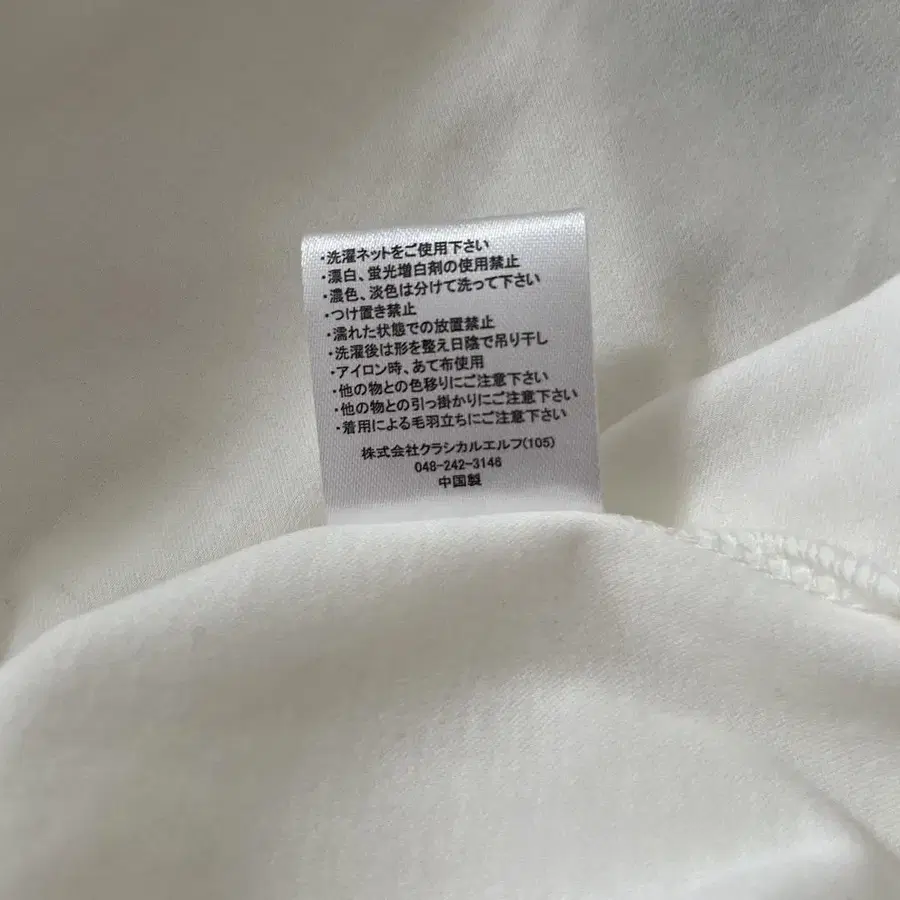 ・洗濯ネットをご使用下さい
・漂白、蛍光増白剤の使用禁止
・濃色、淡色は分けて洗って下さい
・つけ置き禁止
・濡れた状態での放置禁止
・洗濯後は形を整え日陰で吊り干し
・アイロン時、あて布使用
・他の物との色移りにご注意下さい
・他の物との引っ掛かりにご注意下さい
・着用による毛羽立ちにご注意下さい
株式会社クラシカルエルフ(105)
048-242-3146
中国製